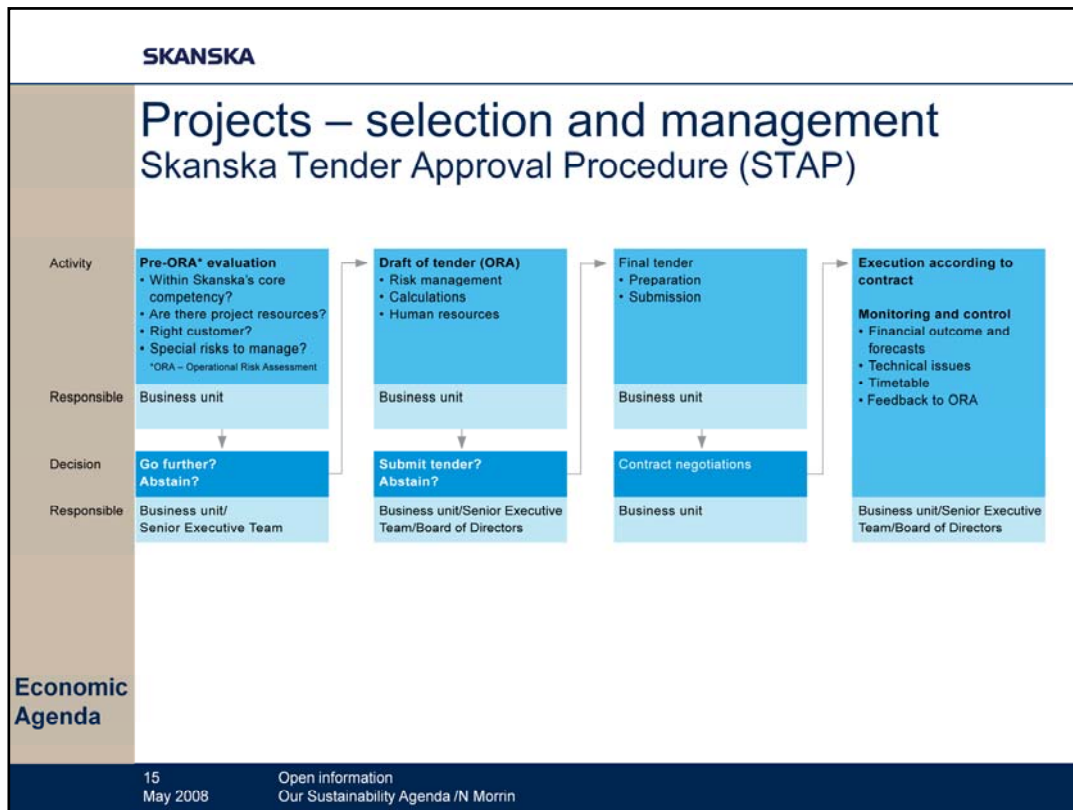 SKANSKA
Projects – selection and management
Skanska Tender Approval Procedure (STAP)
Activity
Pre-ORA* evaluation
• Within Skanska's core
competency?
• Are there project resources?
• Right customer?
• Special risks to manage?
*ORA – Operational Risk Assessment
Responsible
Business unit
Decision
Go further?
Abstain?
Responsible
Business unit/
Senior Executive Team
Draft of tender (ORA)
• Risk management
• Calculations
• Human resources
Business unit
Submit tender?
Abstain?
Business unit/Senior Executive
Team/Board of Directors
Final tender
• Preparation
• Submission
Business unit
Contract negotiations
Business unit
Execution according to
contract
Monitoring and control
• Financial outcome and
forecasts
• Technical issues
• Timetable
• Feedback to ORA
Business unit/Senior Executive
Team/Board of Directors
Economic
Agenda
15
May 2008
Open information
Our Sustainability Agenda /N Morrin